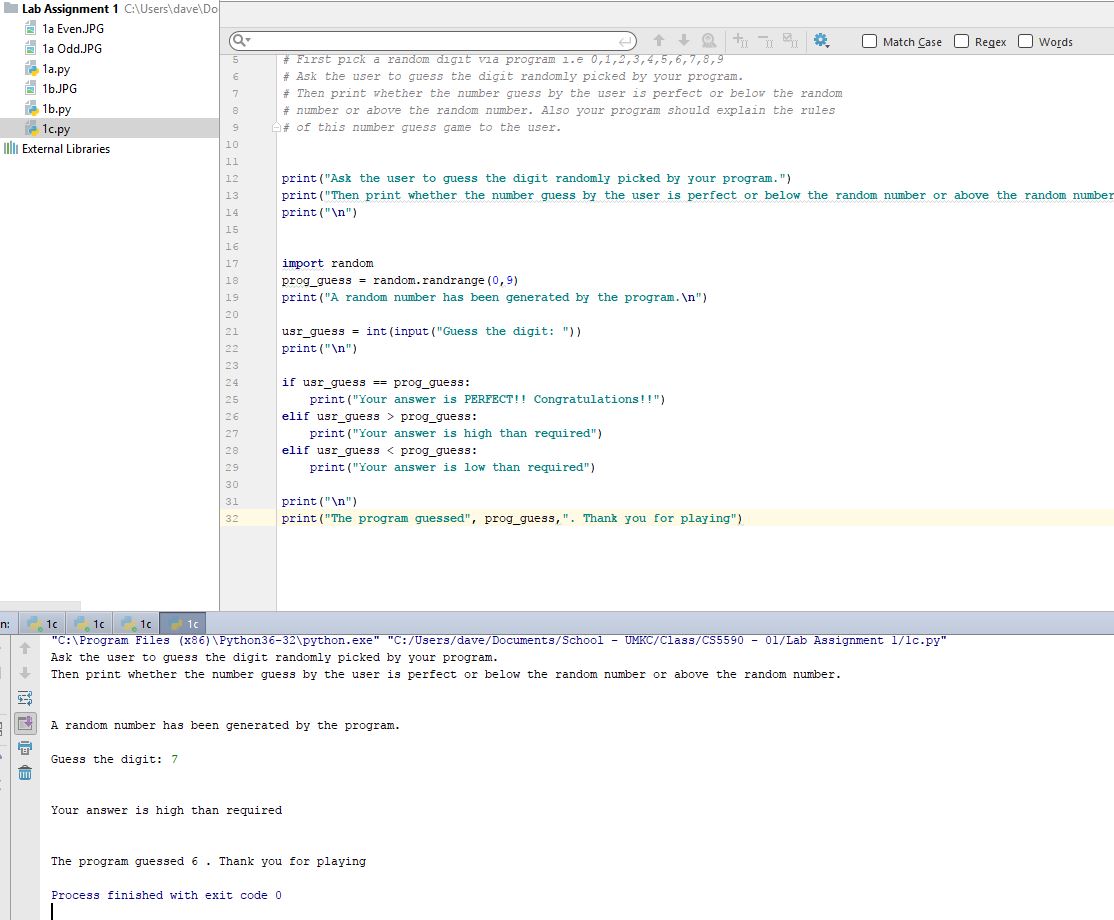 Lab Assignment 1 C:\Users\dave\Do
1a Even.JPG
1a Odd.JPG
1a.py
1b.JPG
1b.py
1c.py
External Libraries
Match Case Regex Words
5 # First pick a random digit via program i.e 0,1,2,3,4,5,6,7,8,9
6 # Ask the user to guess the digit randomly picked by your program.
7 # Then print whether the number guess by the user is perfect or below the random
8 # number or above the random number. Also your program should explain the rules
9 # of this number guess game to the user.
10
11
12 print("Ask the user to guess the digit randomly picked by your program.")
13 print("Then print whether the number guess by the user is perfect or below the random number or above the random number
14 print("\n")
15
16
17 import random
18 prog_guess = random.randrange(0,9)
19 print("A random number has been generated by the program.\n")
20
21 usr_guess = int(input("Guess the digit: "))
22 print("\n")
23
24 if usr_guess == prog_guess:
25 print("Your answer is PERFECT!! Congratulations!!")
26 elif usr_guess > prog_guess:
27 print("Your answer is high than required")
28 elif usr_guess < prog_guess:
29 print("Your answer is low than required")
30
31 print("\n")
32 print("The program guessed", prog_guess,". Thank you for playing")
n: 1c 1c 1c 1c
"C:\Program Files (x86)\Python36-32\python.exe" "C:/Users/dave/Documents/School - UMKC/Class/CS5590 - 01/Lab Assignment 1/1c.py"
Ask the user to guess the digit randomly picked by your program.
Then print whether the number guess by the user is perfect or below the random number or above the random number.
A random number has been generated by the program.
Guess the digit: 7
Your answer is high than required
The program guessed 6 . Thank you for playing
Process finished with exit code 0